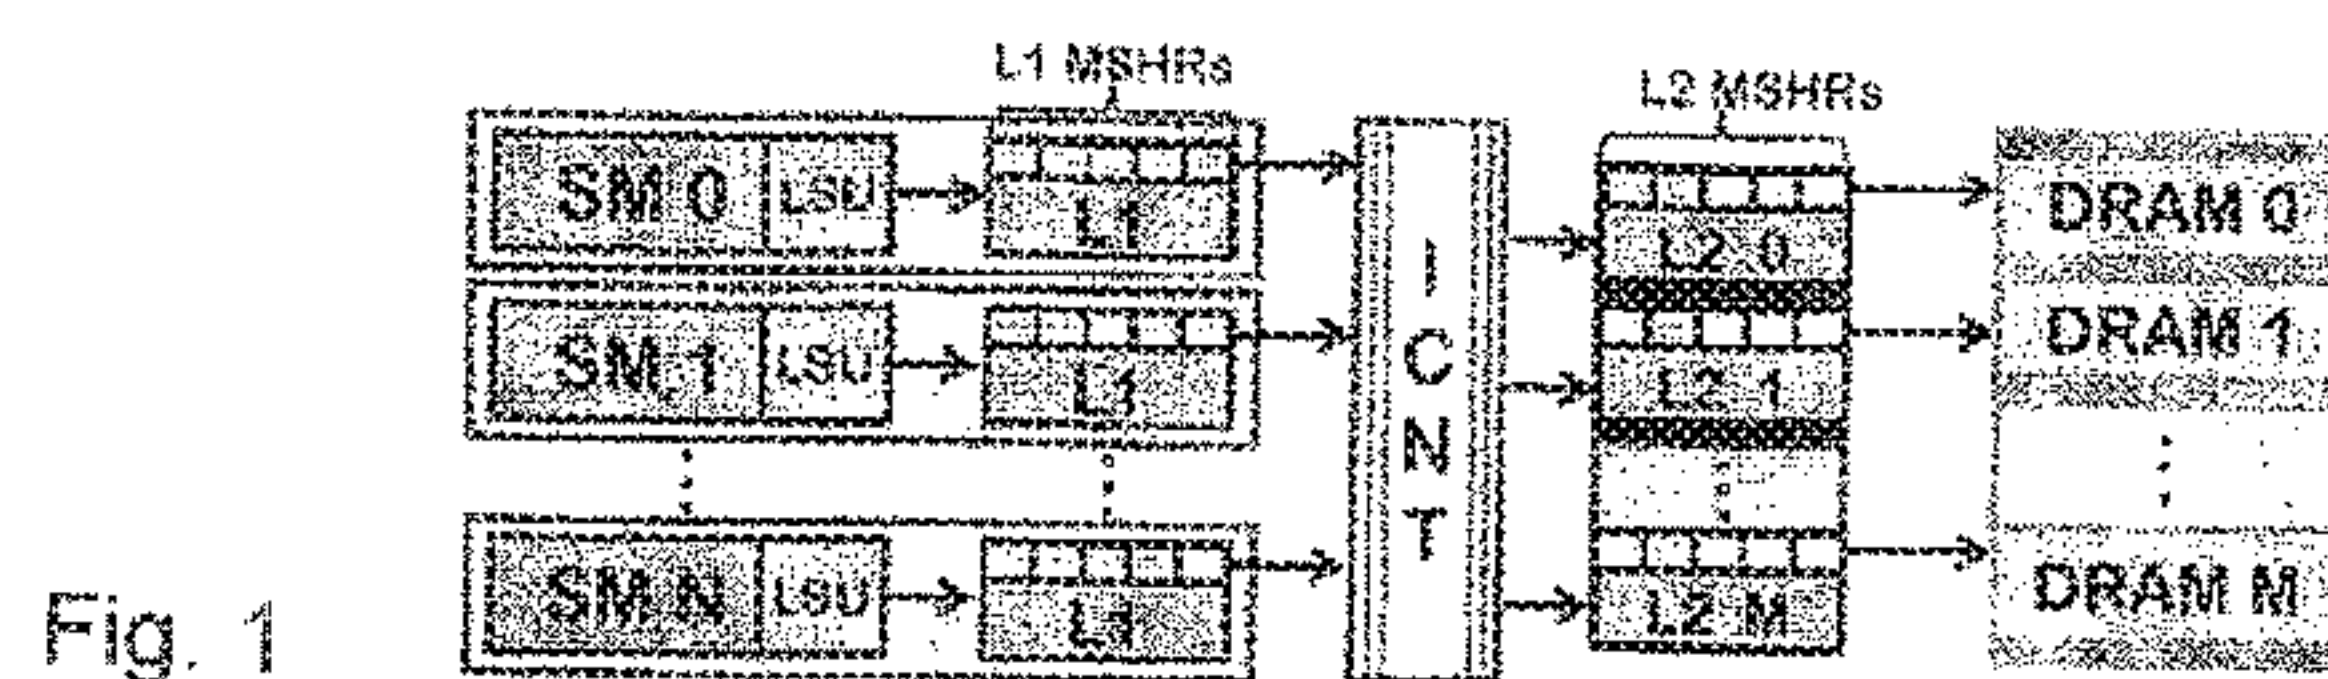 L1 MSHRs
L2 MSHRs
SM 0
LSU
L1
ICNT
L2 0
DRAM 0
SM 1
LSU
L1
L2 1
DRAM 1
SM N
LSU
L1
L2 M
DRAM M
Fig. 1